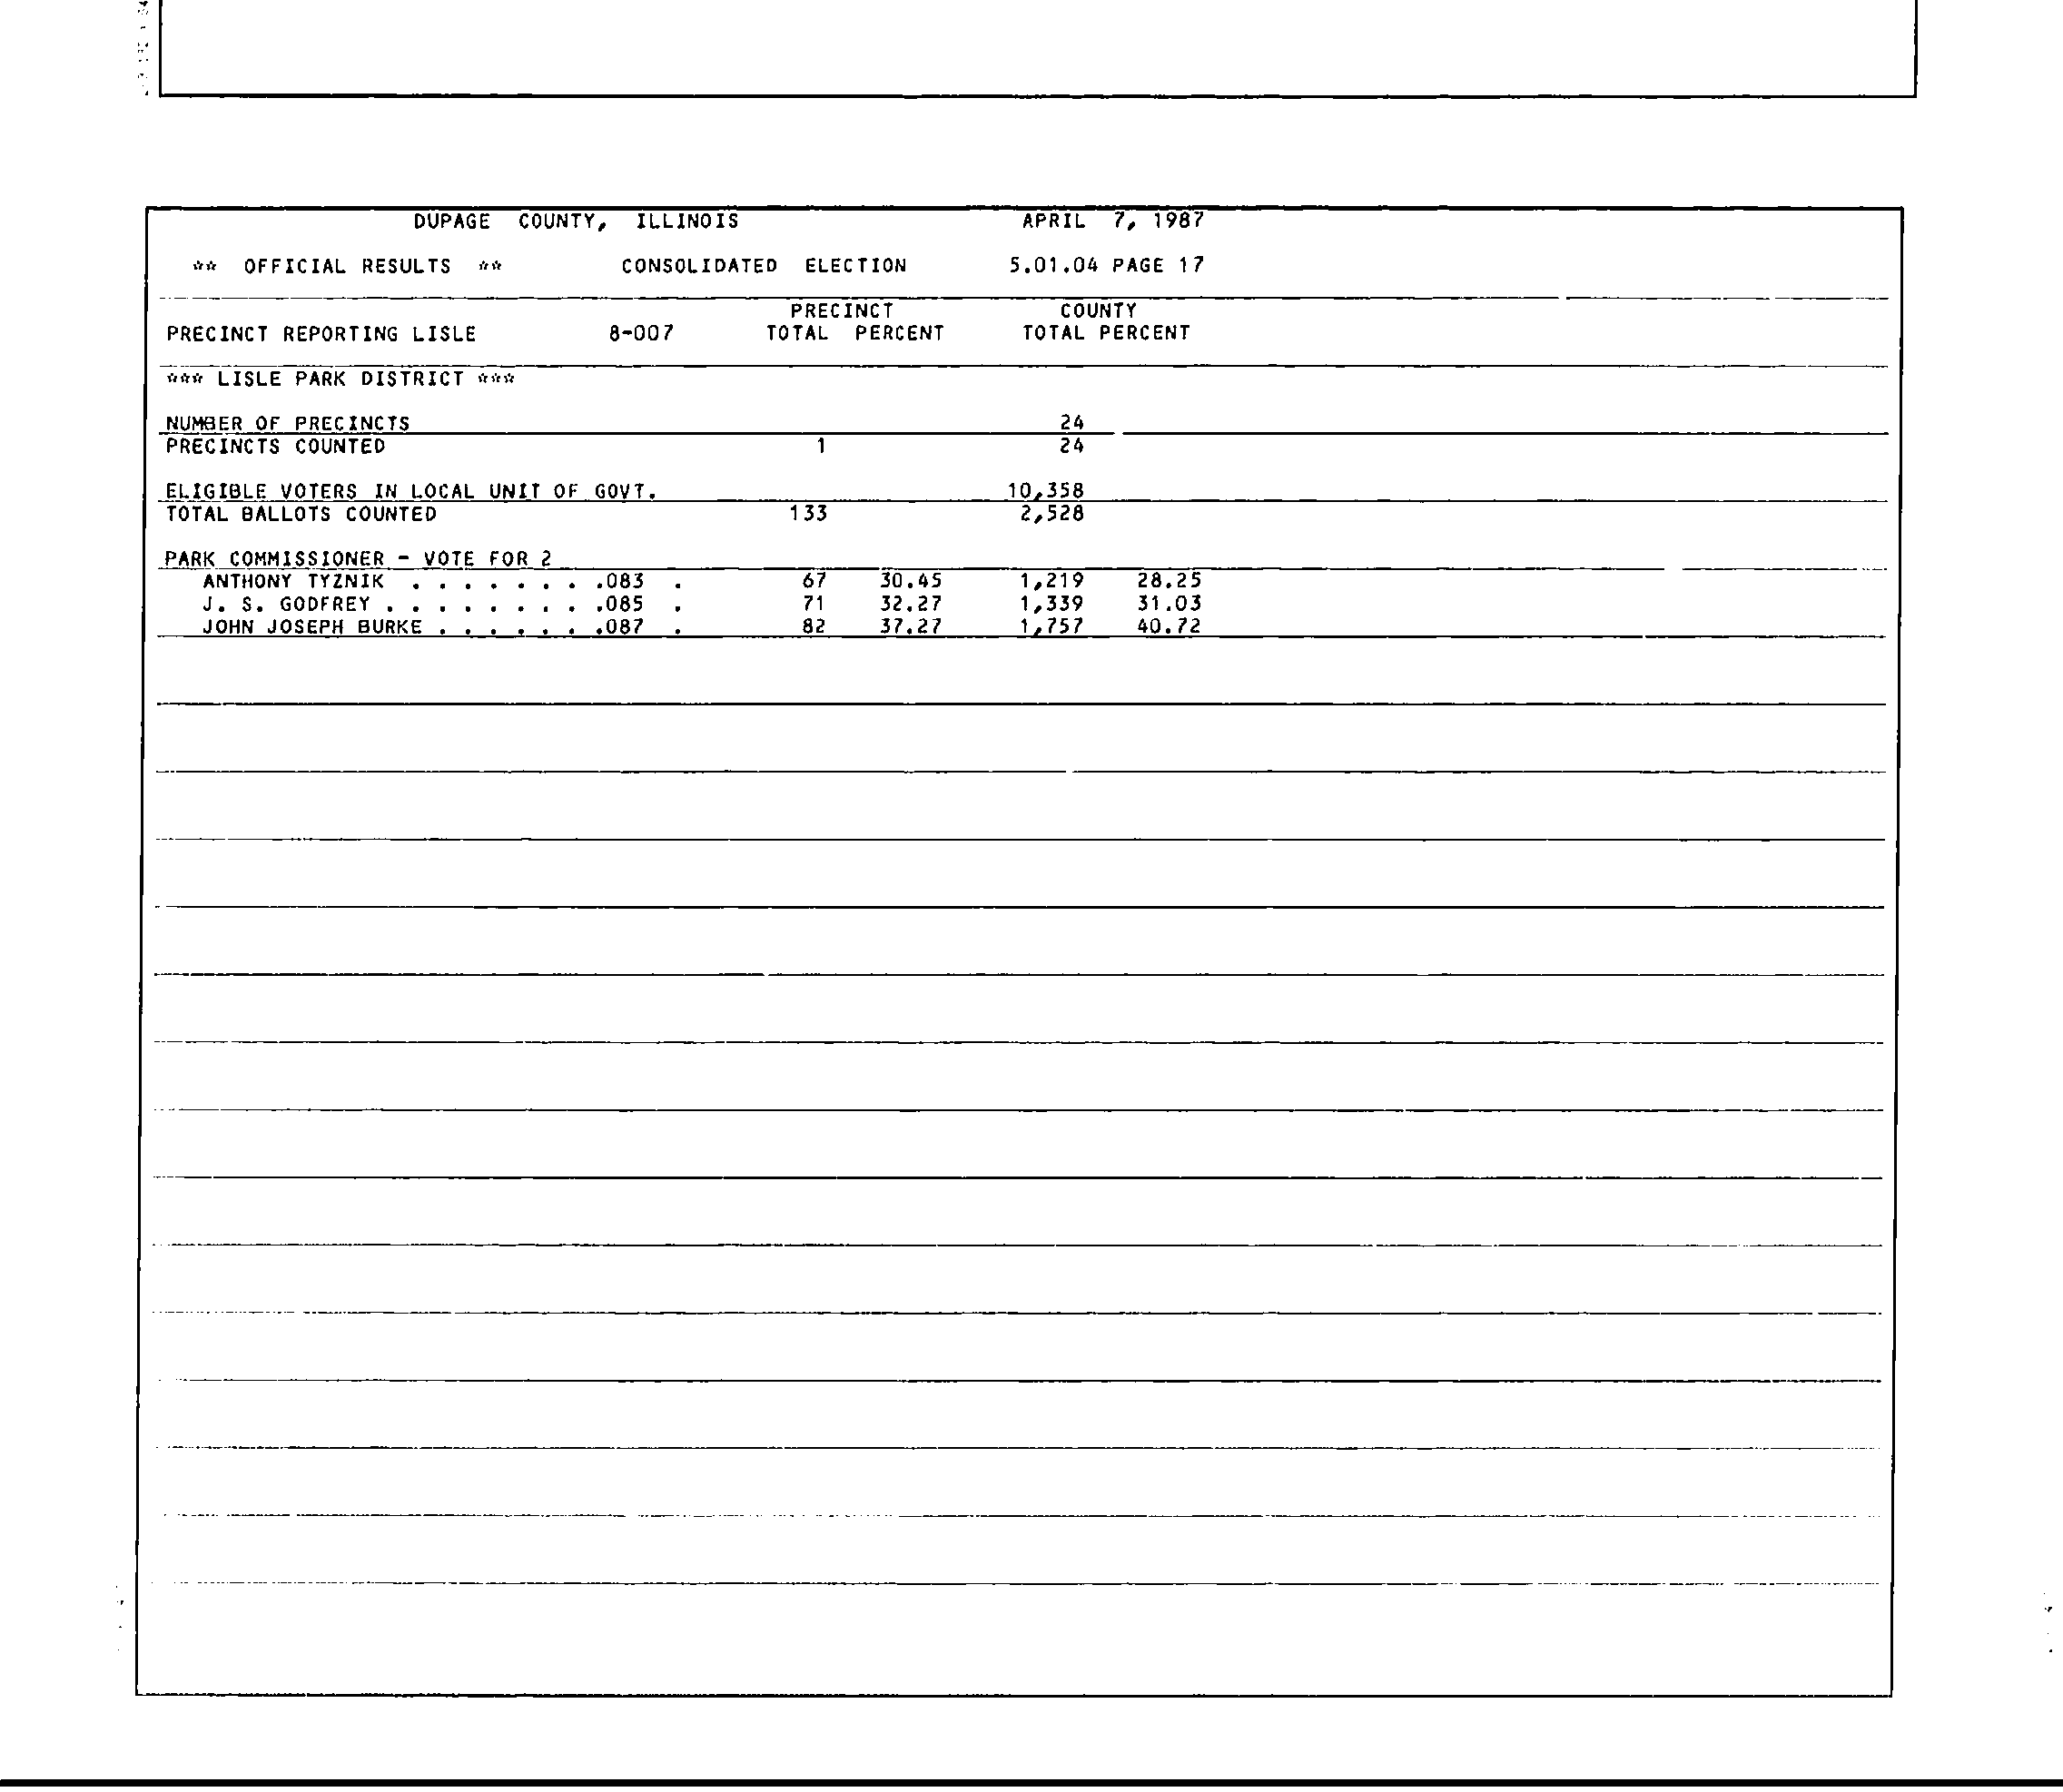 DUPAGE COUNTY, ILLINOIS APRIL 7, 1987
** OFFICIAL RESULTS ** CONSOLIDATED ELECTION 5.01.04 PAGE 17
PRECINCT COUNTY
PRECINCT REPORTING LISLE 8-007 TOTAL PERCENT TOTAL PERCENT
*** LISLE PARK DISTRICT ***
NUMBER OF PRECINCTS 24
PRECINCTS COUNTED 1 24
ELIGIBLE VOTERS IN LOCAL UNIT OF GOVT. 10,358
TOTAL BALLOTS COUNTED 133 2,528
PARK COMMISSIONER - VOTE FOR 2
ANTHONY TYZNIK . . . . . . . .083 . 67 30.45 1,219 28.25
J. S. GODFREY . . . . . . . . .085 . 71 32.27 1,339 31.03
JOHN JOSEPH BURKE . . . . . . .087 . 82 37.27 1,757 40.72